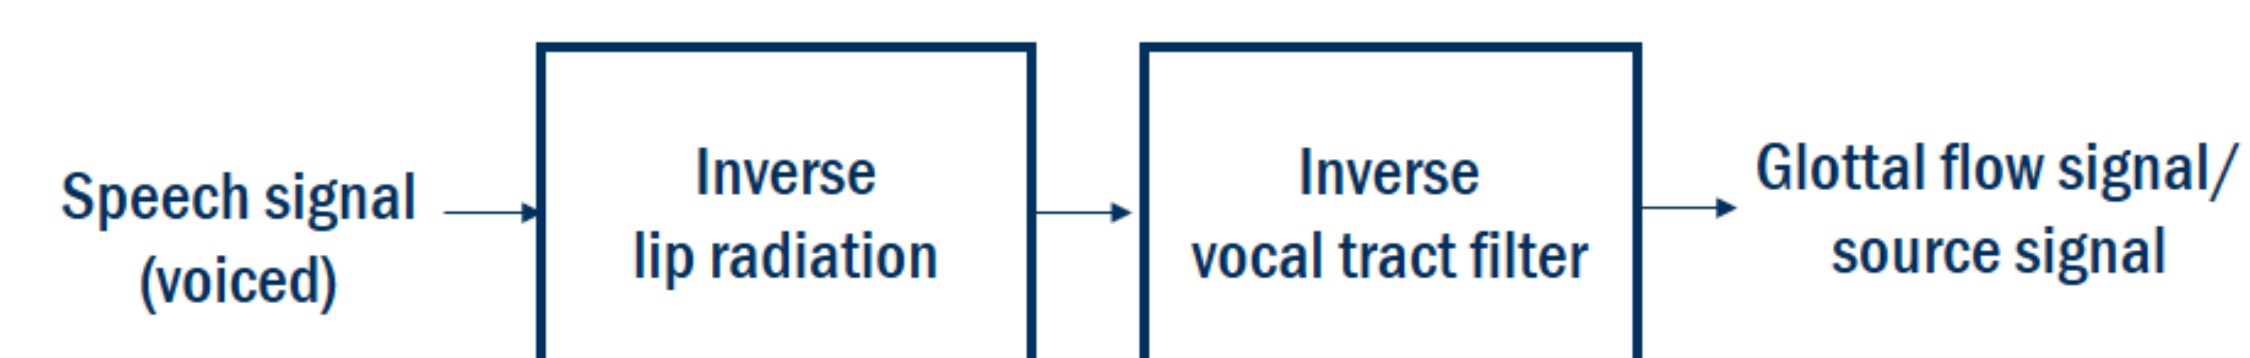 Speech signal
(voiced)
Inverse
lip radiation
Inverse
vocal tract filter
Glottal flow signal/
source signal